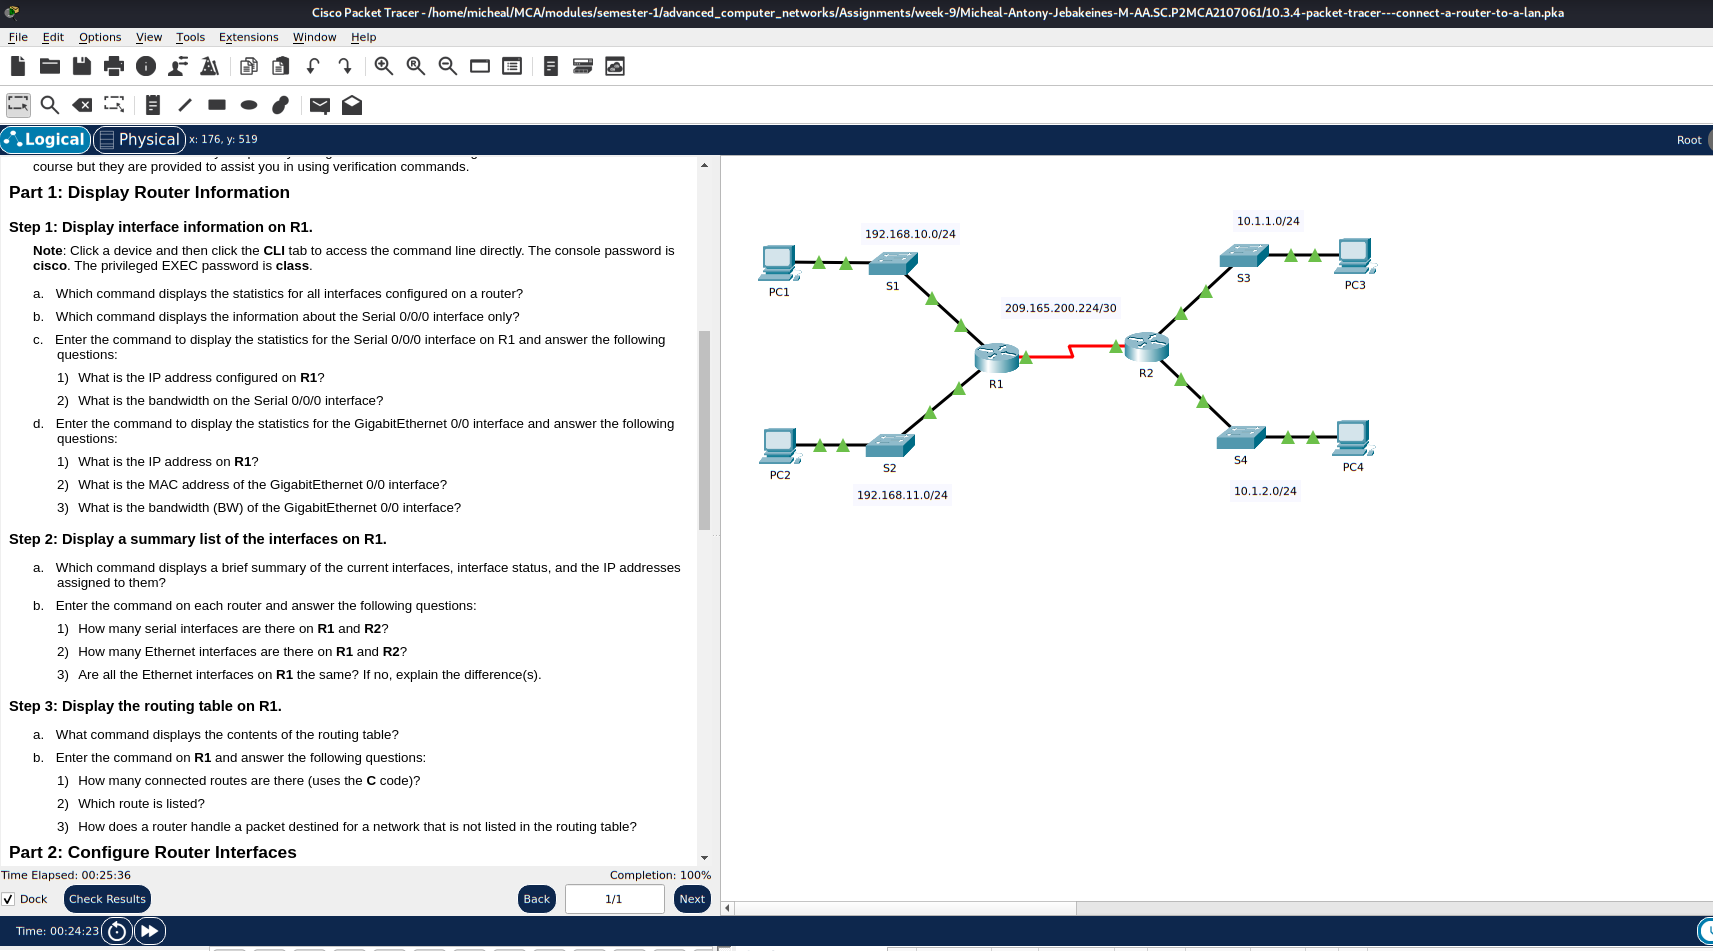 Cisco Packet Tracer - /home/micheal/MCA/modules/semester-1/advanced_computer_networks/Assignments/week-9/Micheal-Antony-Jebakeines-M-AA.SC.P2MCA2107061/10.3.4-packet-tracer---connect-a-router-to-a-lan.pka
File Edit Options View Tools Extensions Window Help
Logical Physical x: 176, y: 519 Root
course but they are provided to assist you in using verification commands.
Part 1: Display Router Information
Step 1: Display interface information on R1.
Note: Click a device and then click the CLI tab to access the command line directly. The console password is
cisco. The privileged EXEC password is class.
a. Which command displays the statistics for all interfaces configured on a router?
b. Which command displays the information about the Serial 0/0/0 interface only?
c. Enter the command to display the statistics for the Serial 0/0/0 interface on R1 and answer the following
questions:
1) What is the IP address configured on R1?
2) What is the bandwidth on the Serial 0/0/0 interface?
d. Enter the command to display the statistics for the GigabitEthernet 0/0 interface and answer the following
questions:
1) What is the IP address on R1?
2) What is the MAC address of the GigabitEthernet 0/0 interface?
3) What is the bandwidth (BW) of the GigabitEthernet 0/0 interface?
Step 2: Display a summary list of the interfaces on R1.
a. Which command displays a brief summary of the current interfaces, interface status, and the IP addresses
assigned to them?
b. Enter the command on each router and answer the following questions:
1) How many serial interfaces are there on R1 and R2?
2) How many Ethernet interfaces are there on R1 and R2?
3) Are all the Ethernet interfaces on R1 the same? If no, explain the difference(s).
Step 3: Display the routing table on R1.
a. What command displays the contents of the routing table?
b. Enter the command on R1 and answer the following questions:
1) How many connected routes are there (uses the C code)?
2) Which route is listed?
3) How does a router handle a packet destined for a network that is not listed in the routing table?
Part 2: Configure Router Interfaces
Time Elapsed: 00:25:36 Completion: 100%
Dock Check Results Back 1/1 Next
Time: 00:24:23
192.168.10.0/24
10.1.1.0/24
PC1
S1
S3
PC3
209.165.200.224/30
R1
R2
PC2
S2
S4
PC4
192.168.11.0/24
10.1.2.0/24